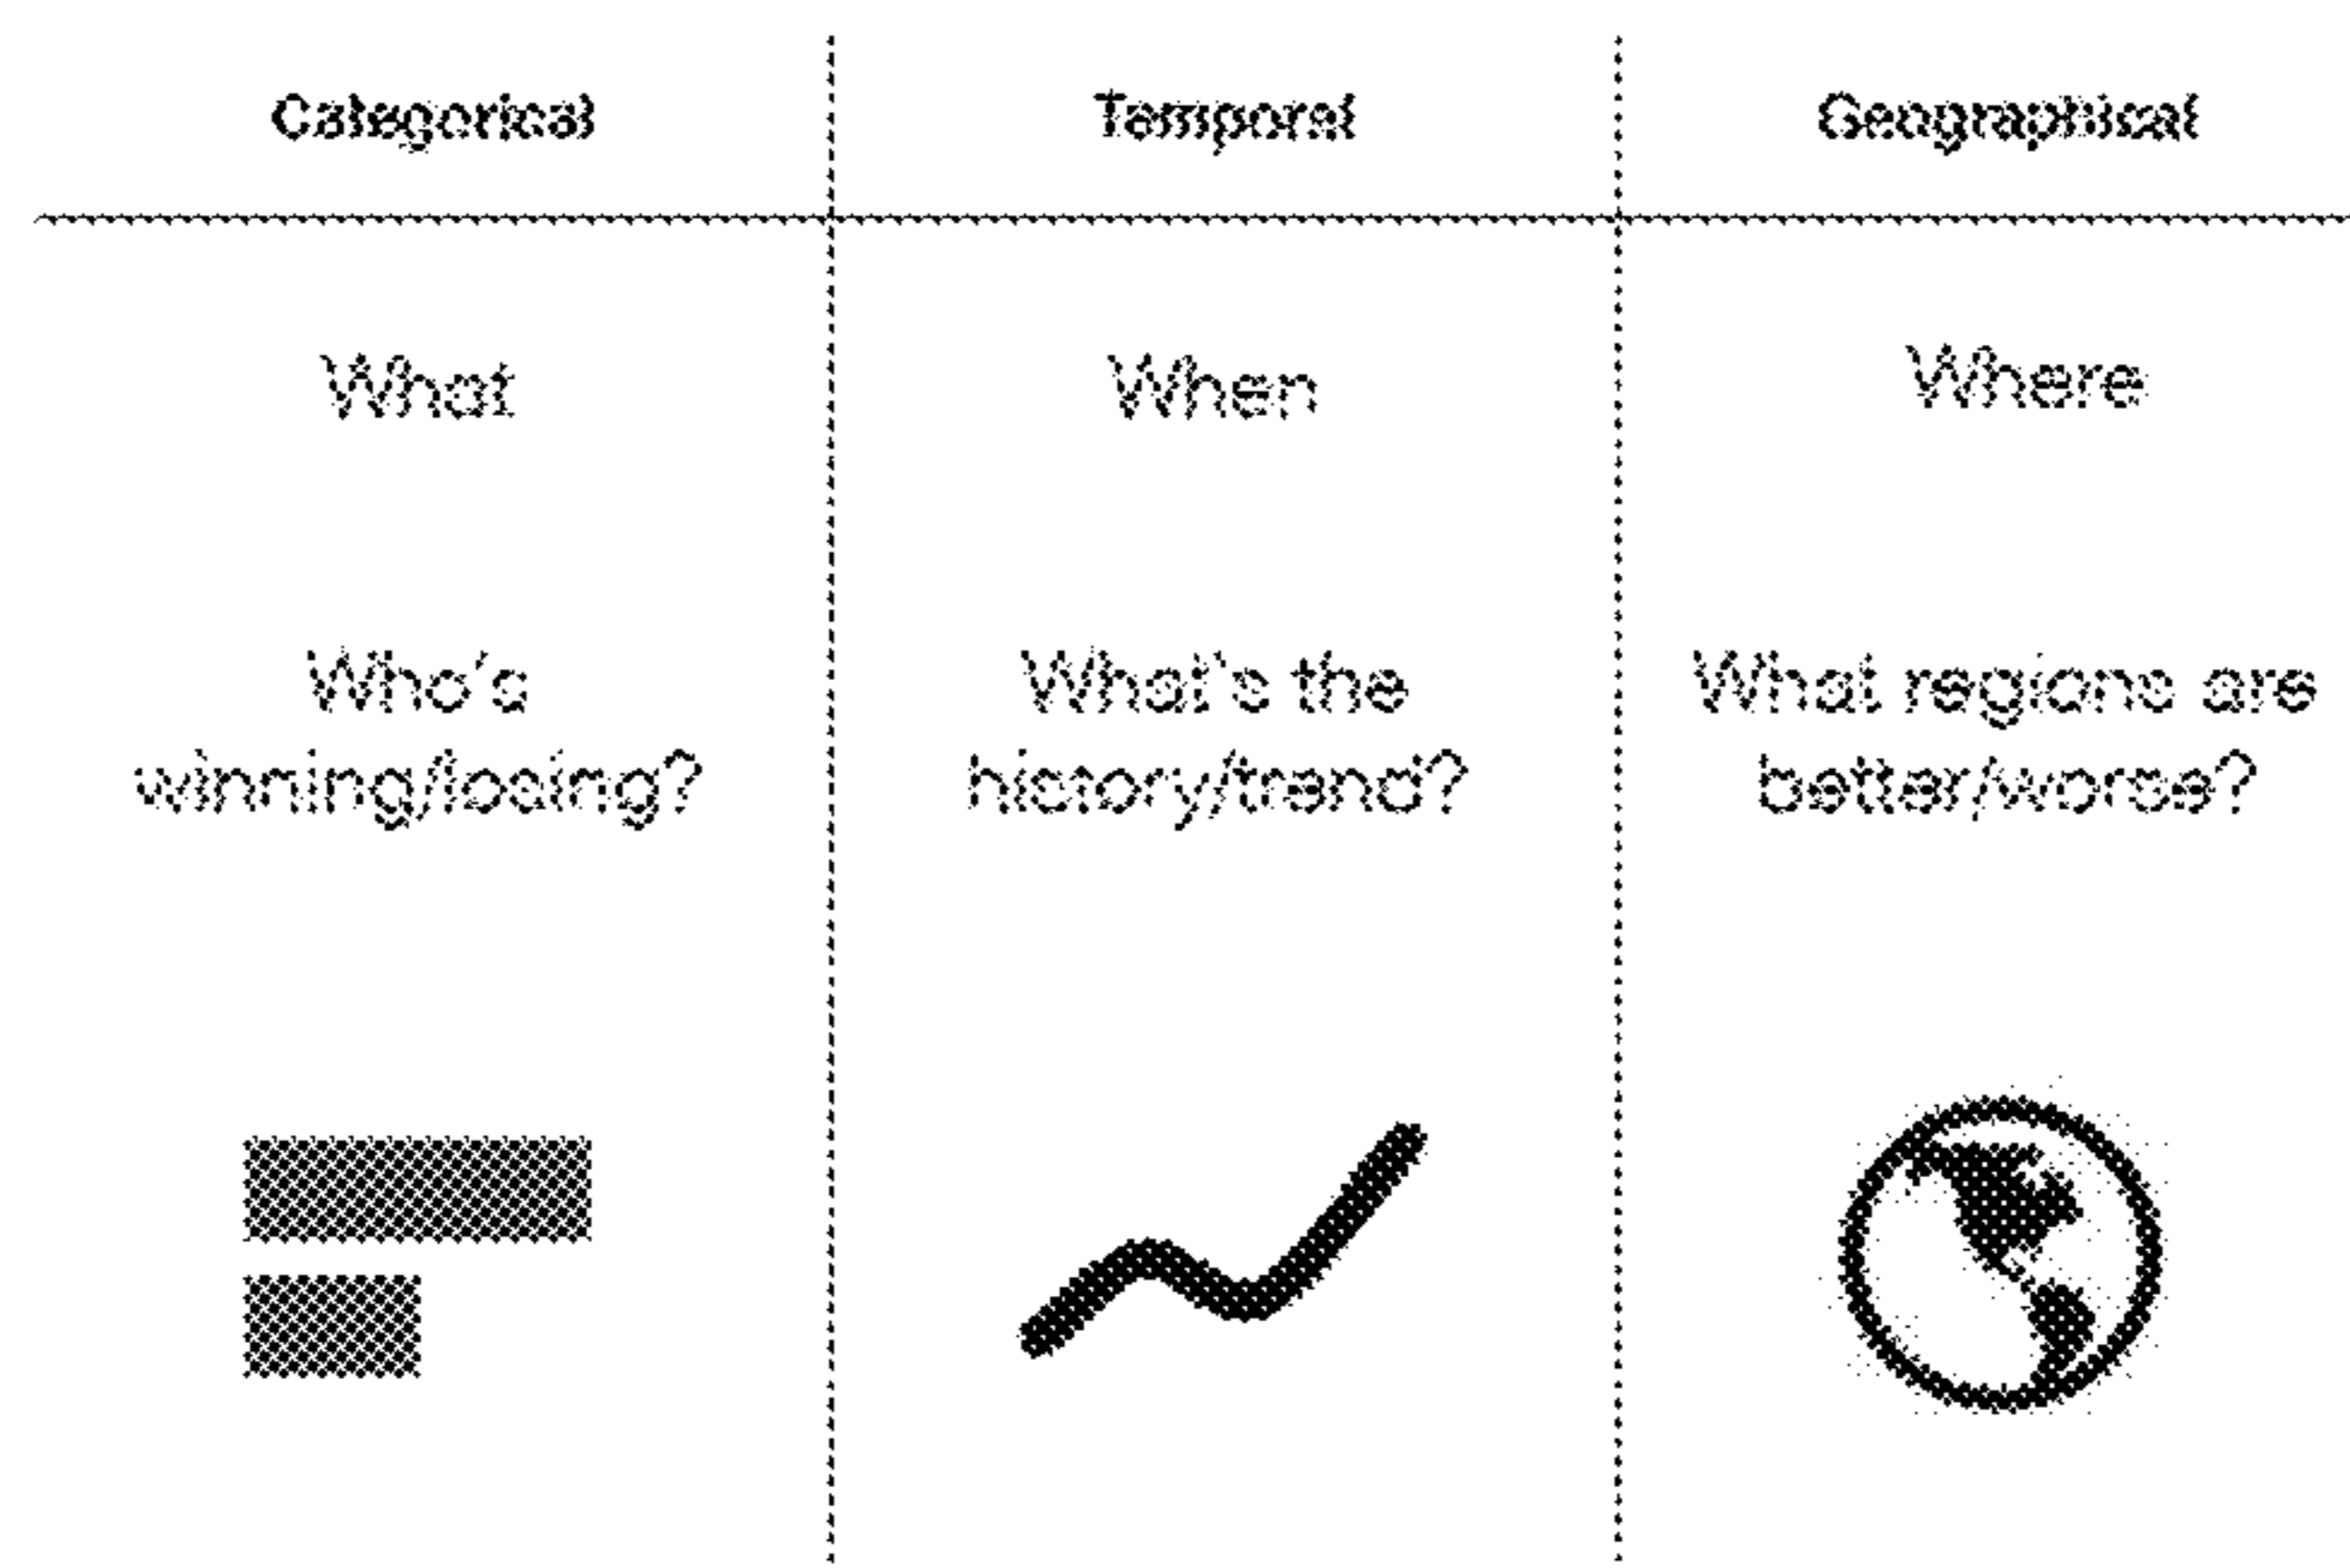 Categorical Temporal Geographical
What When Where
Who's What's the What regions are
winning/losing? history/trend? better/worse?